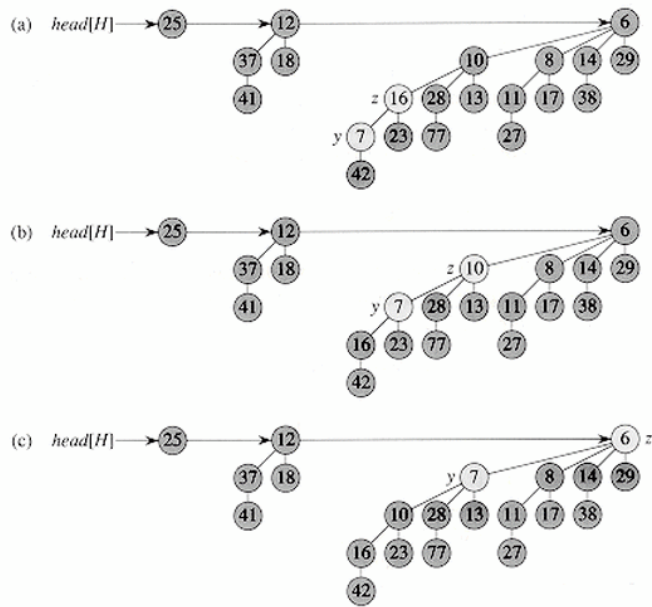 (a) head[H] 25 12 6
37 18 10 8 14 29
41 z 16 28 13 11 17 38
y 7 23 77 27
42
(b) head[H] 25 12 6
37 18 z 10 8 14 29
41 y 7 28 13 11 17 38
16 23 77 27
42
(c) head[H] 25 12 6 z
37 18 y 7 8 14 29
41 10 28 13 11 17 38
16 23 77 27
42